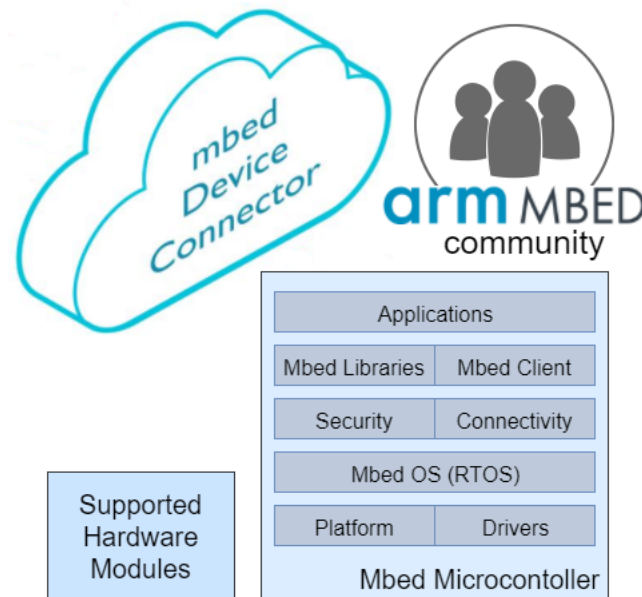 mbed
Device
Connector
arm MBED
community
Applications
Mbed Libraries Mbed Client
Security Connectivity
Mbed OS (RTOS)
Platform Drivers
Mbed Microcontoller
Supported
Hardware
Modules